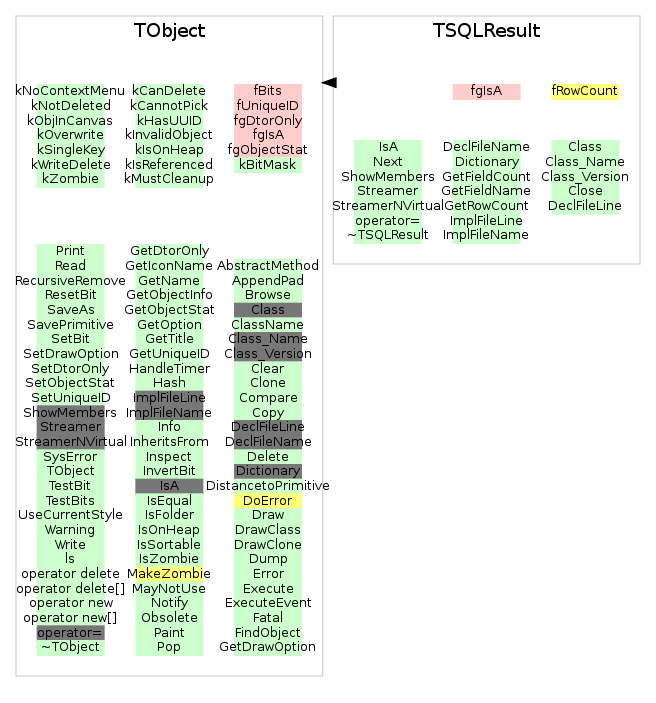 TObject
kNoContextMenu
kNotDeleted
kObjInCanvas
kOverwrite
kSingleKey
kWriteDelete
kZombie
kCanDelete
kCannotPick
kHasUUID
kInvalidObject
kIsOnHeap
kIsReferenced
kMustCleanup
fBits
fUniqueID
fgDtorOnly
fgIsA
fgObjectStat
kBitMask
Print
Read
RecursiveRemove
ResetBit
SaveAs
SavePrimitive
SetBit
SetDrawOption
SetDtorOnly
SetObjectStat
SetUniqueID
ShowMembers
Streamer
StreamerNVirtual
SysError
TObject
TestBit
TestBits
UseCurrentStyle
Warning
Write
ls
operator delete
operator delete[]
operator new
operator new[]
operator=
~TObject
GetDtorOnly
GetIconName
GetName
GetObjectInfo
GetObjectStat
GetOption
GetTitle
GetUniqueID
HandleTimer
Hash
ImplFileLine
ImplFileName
Info
InheritsFrom
Inspect
InvertBit
IsA
IsEqual
IsFolder
IsOnHeap
IsSortable
IsZombie
MakeZombie
MayNotUse
Notify
Obsolete
Paint
Pop
AbstractMethod
AppendPad
Browse
Class
ClassName
Class_Name
Class_Version
Clear
Clone
Compare
Copy
DeclFileLine
DeclFileName
Delete
Dictionary
DistancetoPrimitive
DoError
Draw
DrawClass
DrawClone
Dump
Error
Execute
ExecuteEvent
Fatal
FindObject
GetDrawOption
TSQLResult
fgIsA
fRowCount
IsA
Next
ShowMembers
Streamer
StreamerNVirtual
operator=
~TSQLResult
DeclFileName
Dictionary
GetFieldCount
GetFieldName
GetRowCount
ImplFileLine
ImplFileName
Class
Class_Name
Class_Version
Close
DeclFileLine